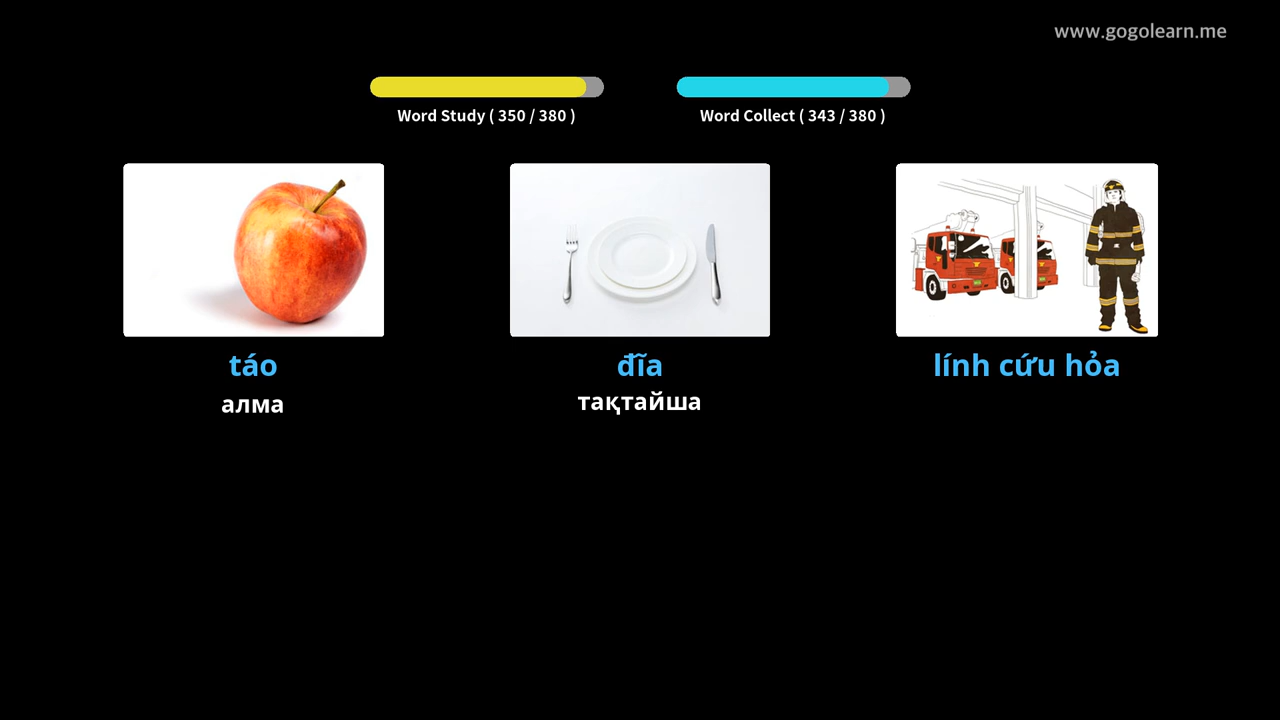 www.gogolearn.me
Word Study ( 350 / 380 )
Word Collect ( 343 / 380 )
táo
đĩa
lính cứu hỏa
алма
тақтайша